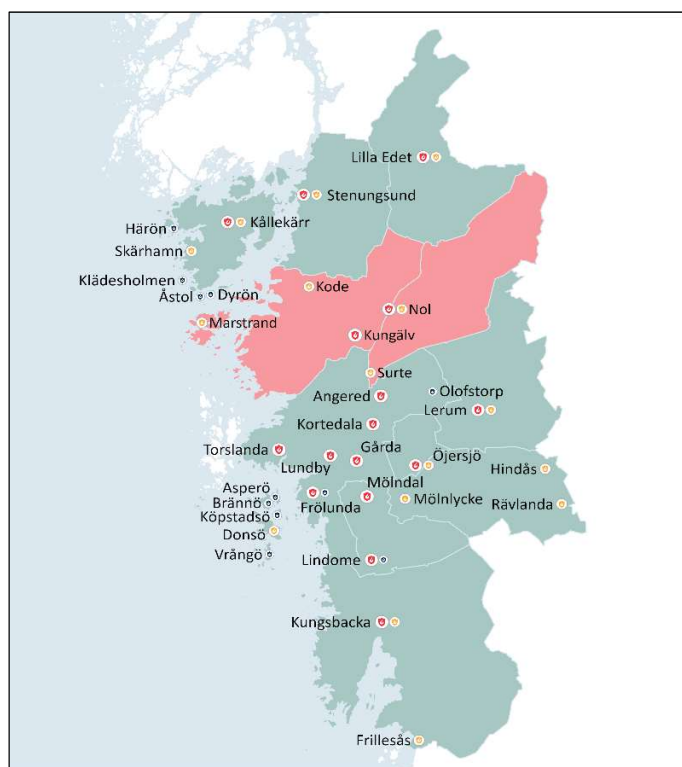 Lilla Edet
Stenungsund
Kållekärr
Härön
Skärhamn
Klädesholmen
Åstol
Dyrön
Kode
Nol
Marstrand
Kungälv
Surte
Olofstorp
Angered
Lerum
Kortedala
Gårda
Torslanda
Lundby
Öjersjö
Hindås
Mölndal
Asperö
Brännö
Frölunda
Mölnlycke
Rävlanda
Köpstadsö
Donsö
Vrångö
Lindome
Kungsbacka
Frillesås